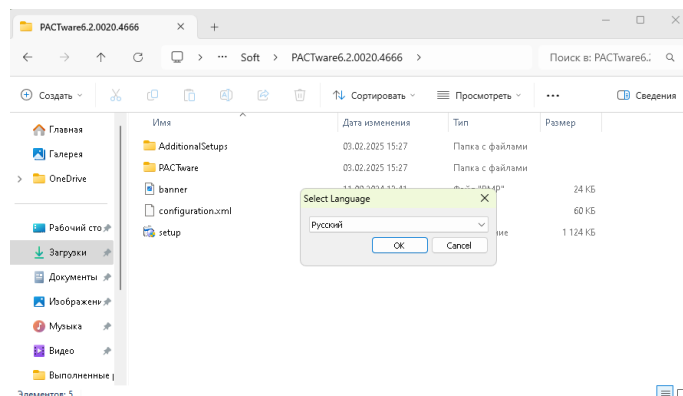 PACTware6.2.0020.4666
Soft PACTware6.2.0020.4666
Поиск в: PACTware6.2
Создать Сортировать Просмотреть Сведения
Имя Дата изменения Тип Размер
Главная
Галерея
OneDrive
Рабочий сто
Загрузки
Документы
Изображени
Музыка
Видео
Выполненные р
AdditionalSetups 03.02.2025 15:27 Папка с файлами
PACTware 03.02.2025 15:27 Папка с файлами
banner 24 КБ
configuration.xml 60 КБ
setup 1 124 КБ
Select Language
Русский
OK Cancel
Элементов: 5